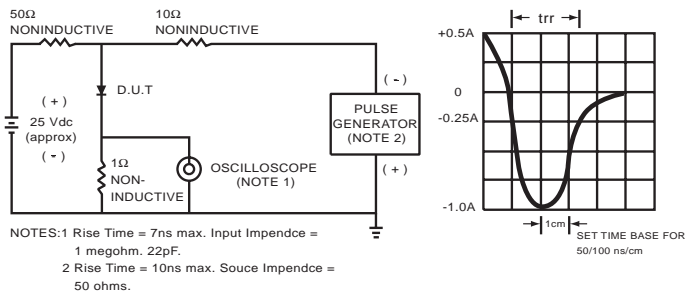 50Ω
NONINDUCTIVE
10Ω
NONINDUCTIVE
( + )
25 Vdc
(approx)
( - )
D.U.T
1Ω
NON-
INDUCTIVE
OSCILLOSCOPE
(NOTE 1)
( - )
PULSE
GENERATOR
(NOTE 2)
( + )
NOTES:1 Rise Time = 7ns max. Input Impendce =
1 megohm. 22pF.
2 Rise Time = 10ns max. Souce Impendce =
50 ohms.
trr
+0.5A
0
-0.25A
-1.0A
1cm
SET TIME BASE FOR
50/100 ns/cm